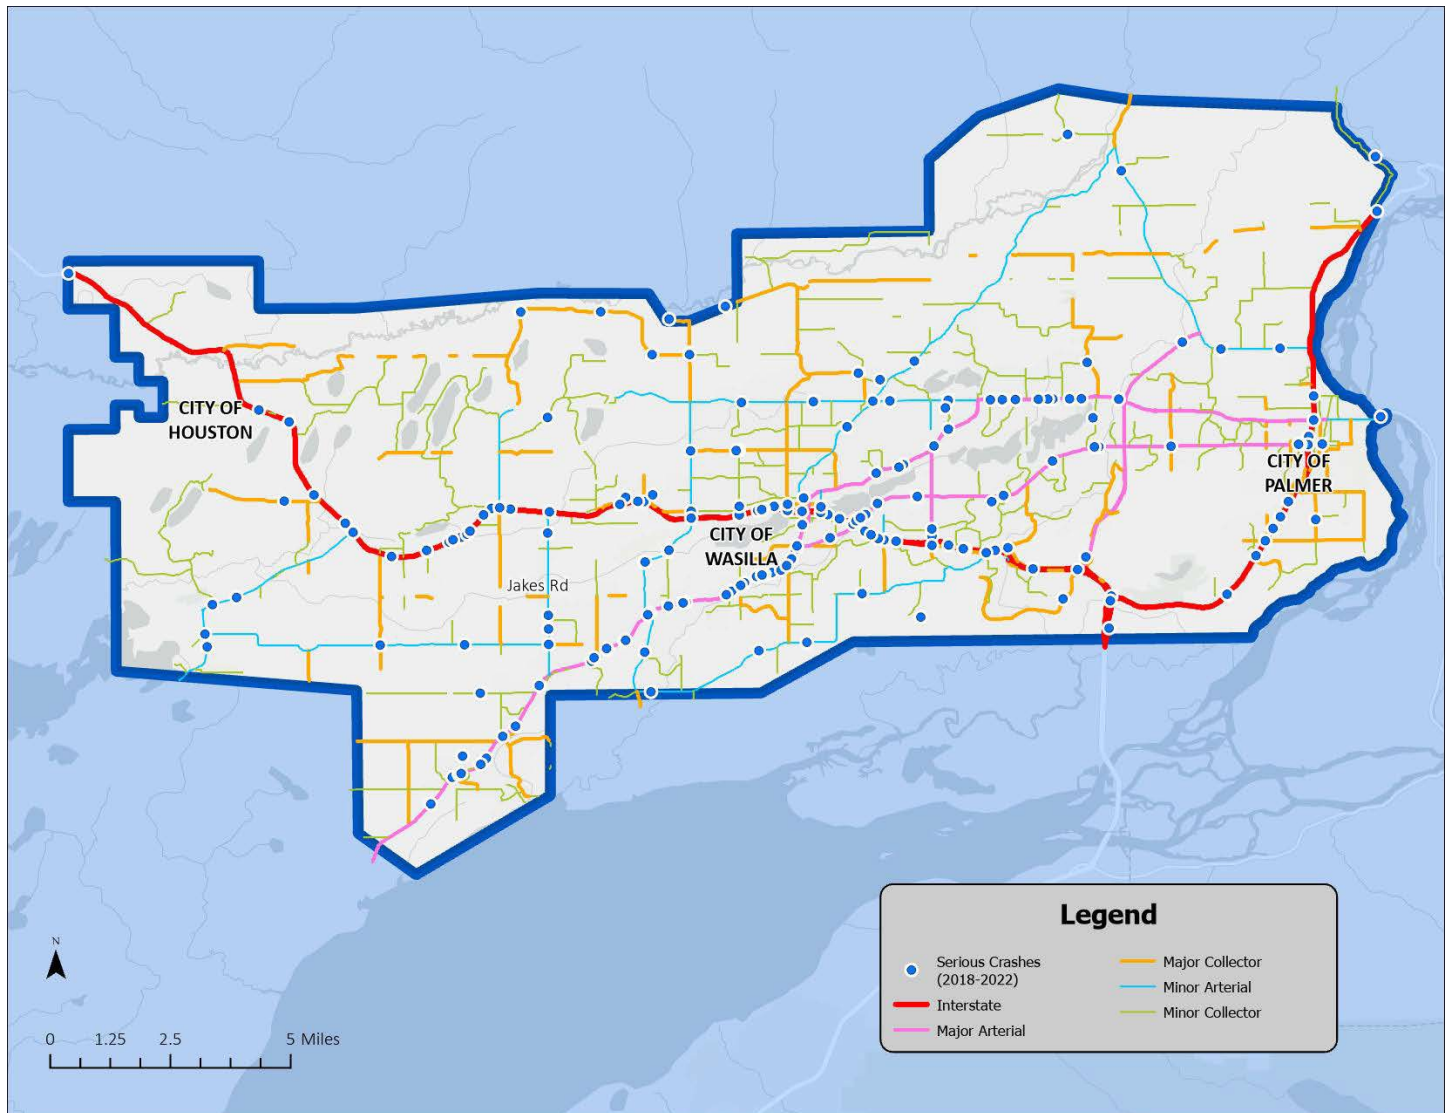 CITY OF
HOUSTON
CITY OF
PALMER
CITY OF
WASILLA
Jakes Rd
Legend
Serious Crashes
(2018-2022)
Interstate
Major Arterial
Major Collector
Minor Arterial
Minor Collector
N
0 1.25 2.5 5 Miles